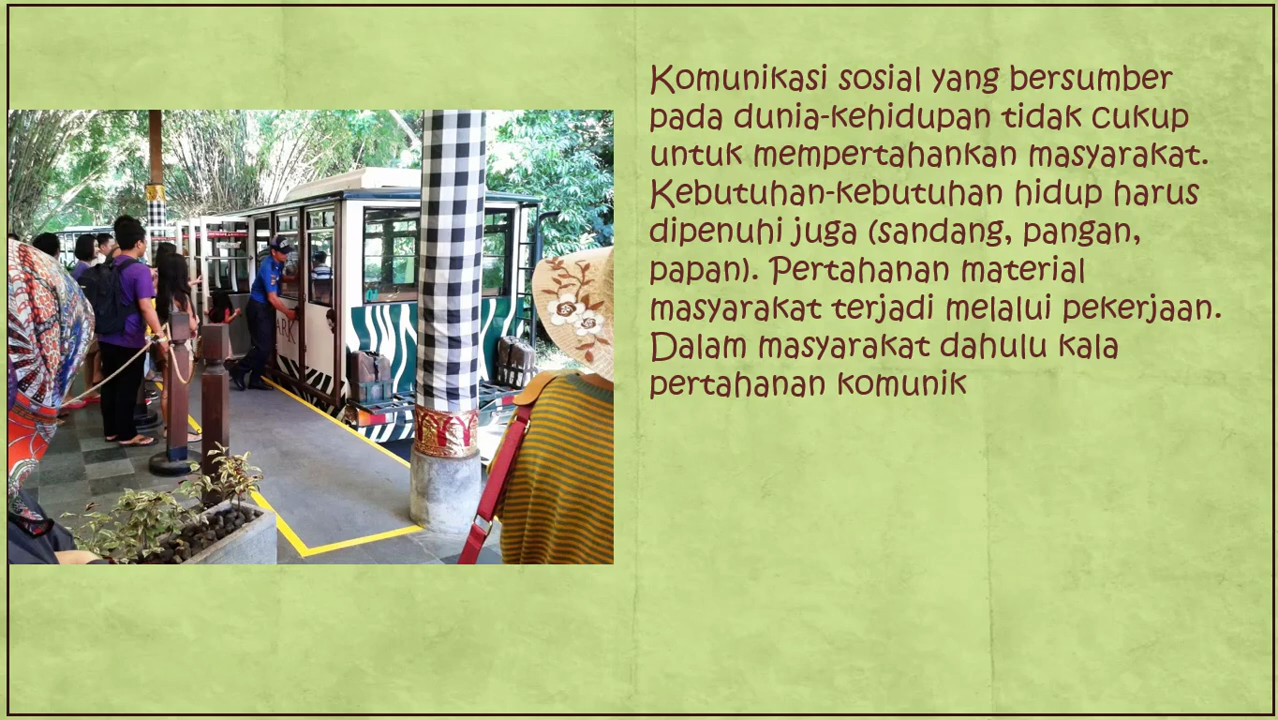 Komunikasi sosial yang bersumber
pada dunia-kehidupan tidak cukup
untuk mempertahankan masyarakat.
Kebutuhan-kebutuhan hidup harus
dipenuhi juga (sandang, pangan,
papan). Pertahanan material
masyarakat terjadi melalui pekerjaan.
Dalam masyarakat dahulu kala
pertahanan komunik